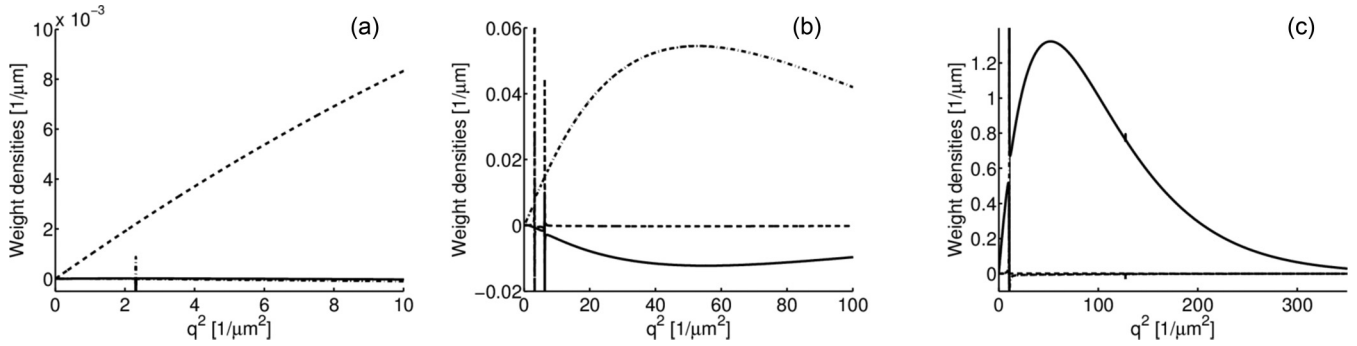 10 x 10⁻³
(a)
8
6
4
2
0
Weight densities [1/μm]
0 2 4 6 8 10
q² [1/μm²]
0.06
(b)
0.04
0.02
0
−0.02
Weight densities [1/μm]
0 20 40 60 80 100
q² [1/μm²]
(c)
1.2
1
0.8
0.6
0.4
0.2
0
Weight densities [1/μm]
0 100 200 300
q² [1/μm²]